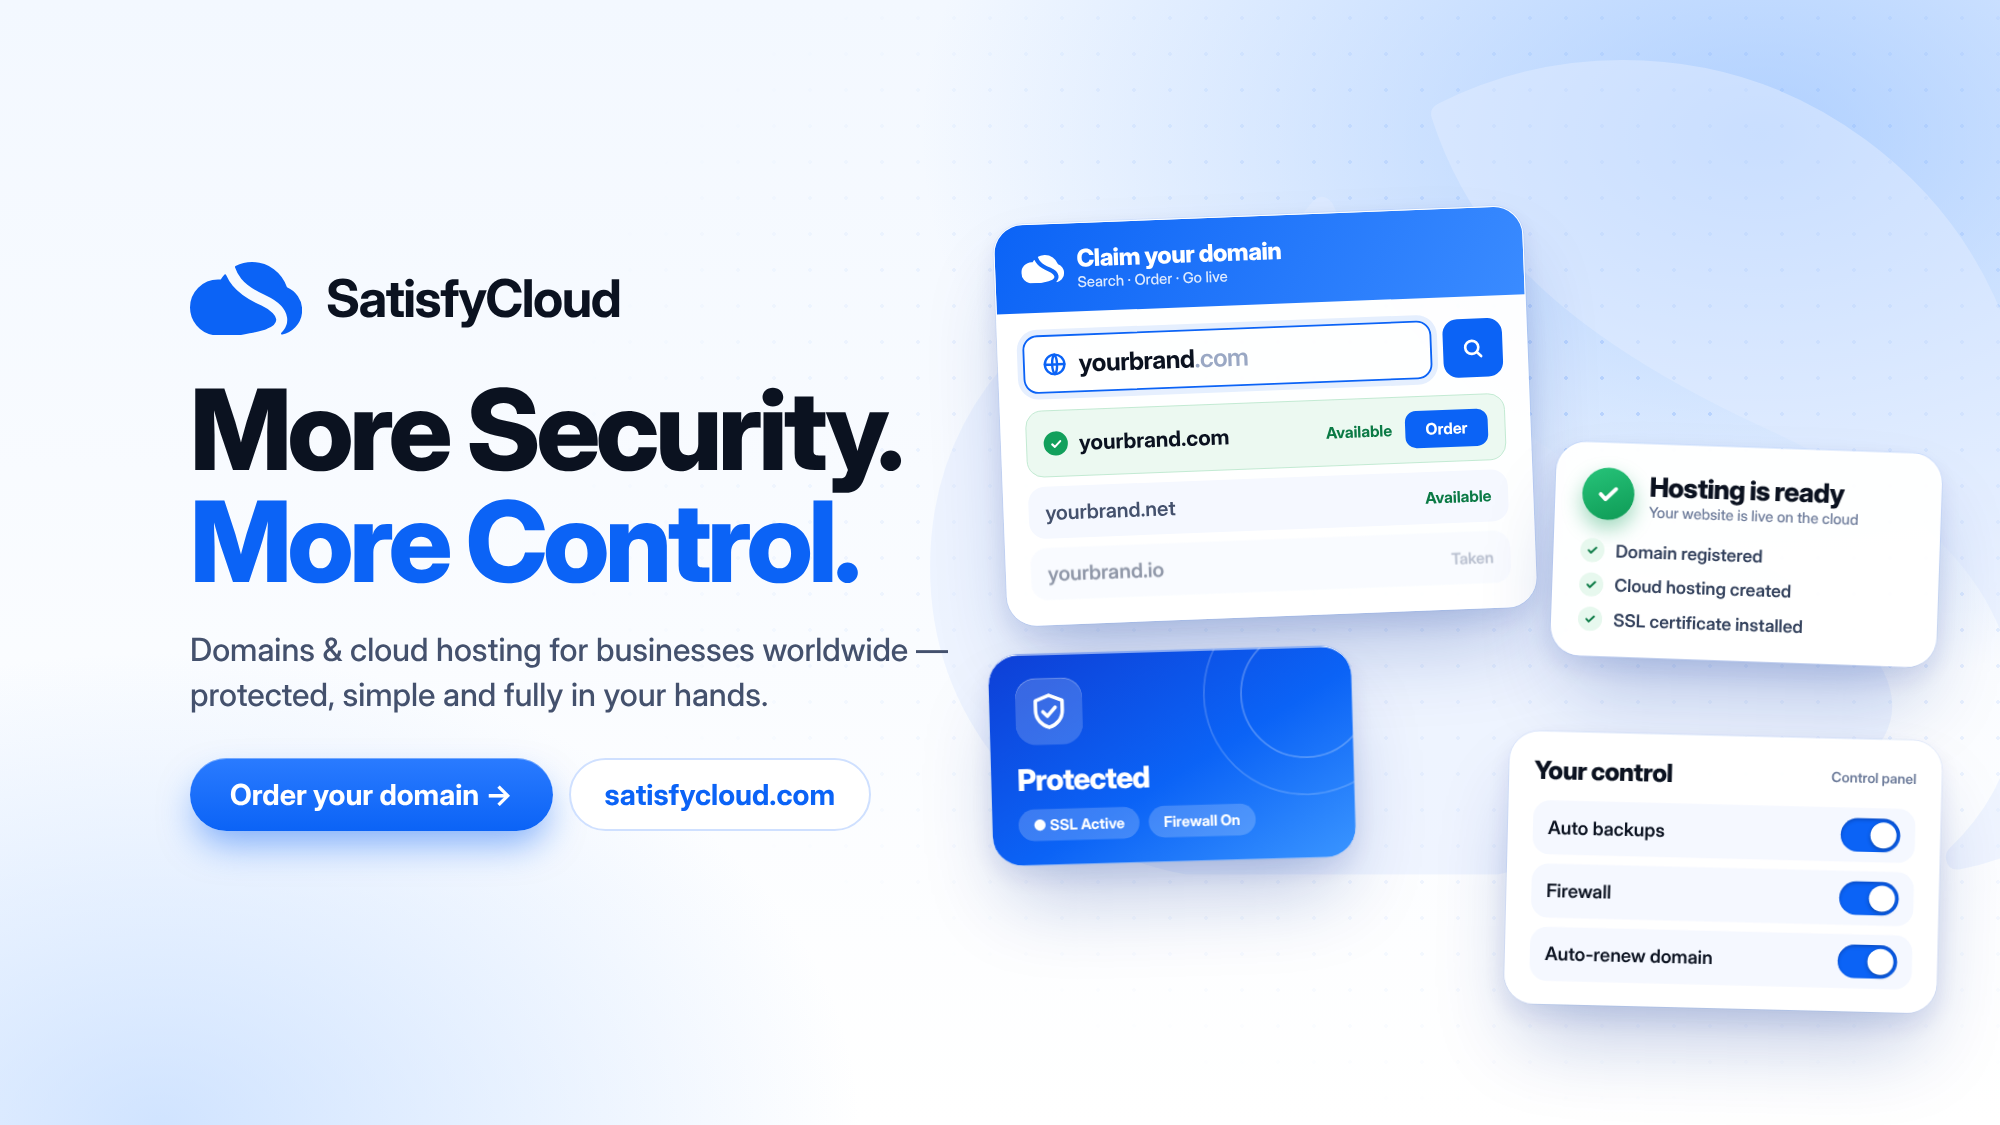 SatisfyCloud
More Security.
More Control.
Domains & cloud hosting for businesses worldwide —
protected, simple and fully in your hands.
Order your domain →
satisfycloud.com
Claim your domain
Search · Order · Go live
yourbrand.com
yourbrand.com Available Order
yourbrand.net Available
yourbrand.io Taken
Hosting is ready
Your website is live on the cloud
Domain registered
Cloud hosting created
SSL certificate installed
Protected
SSL Active Firewall On
Your control Control panel
Auto backups
Firewall
Auto-renew domain